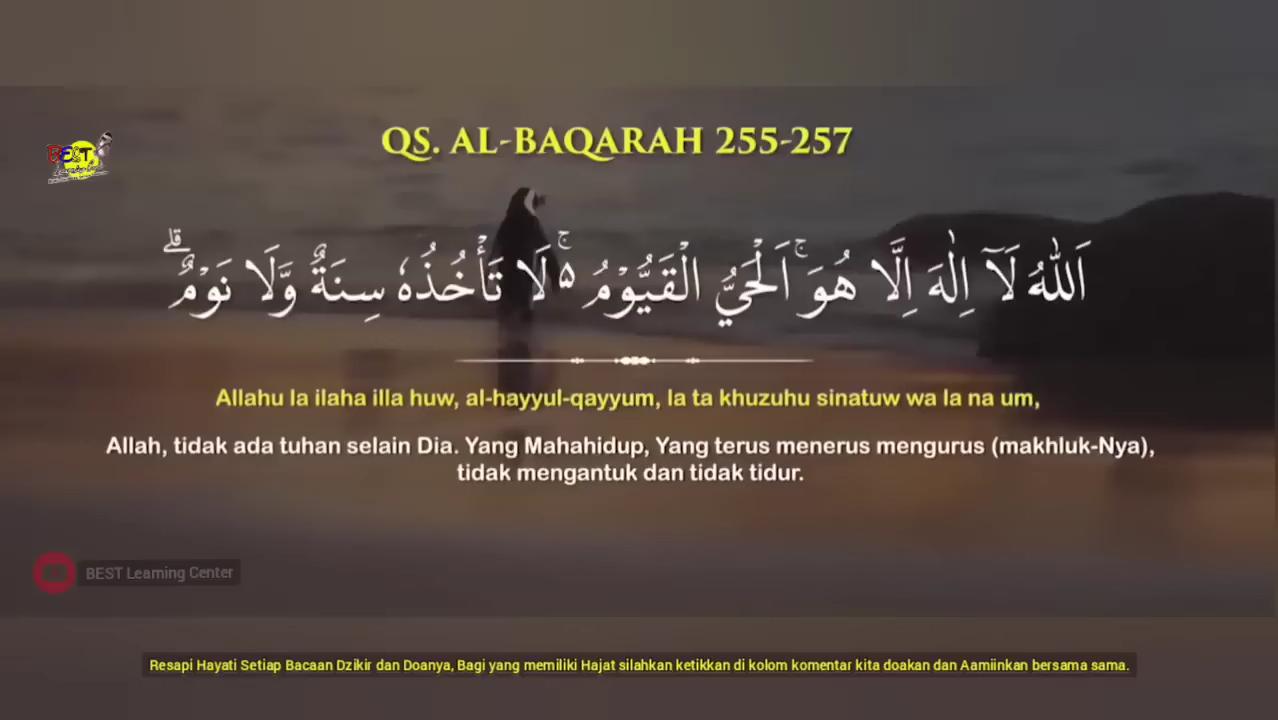 BEST
QS. AL-BAQARAH 255-257
اَللّٰهُ لَآ اِلٰهَ اِلَّا هُوَۚ اَلْحَيُّ الْقَيُّوْمُ ەۚ لَا تَأْخُذُهٗ سِنَةٌ وَّلَا نَوْمٌۗ
Allahu la ilaha illa huw, al-hayyul-qayyum, la ta khuzuhu sinatuw wa la na um,
Allah, tidak ada tuhan selain Dia. Yang Mahahidup, Yang terus menerus mengurus (makhluk-Nya),
tidak mengantuk dan tidak tidur.
BEST Learning Center
Resapi Hayati Setiap Bacaan Dzikir dan Doanya, Bagi yang memiliki Hajat silahkan ketikkan di kolom komentar kita doakan dan Aamiinkan bersama sama.